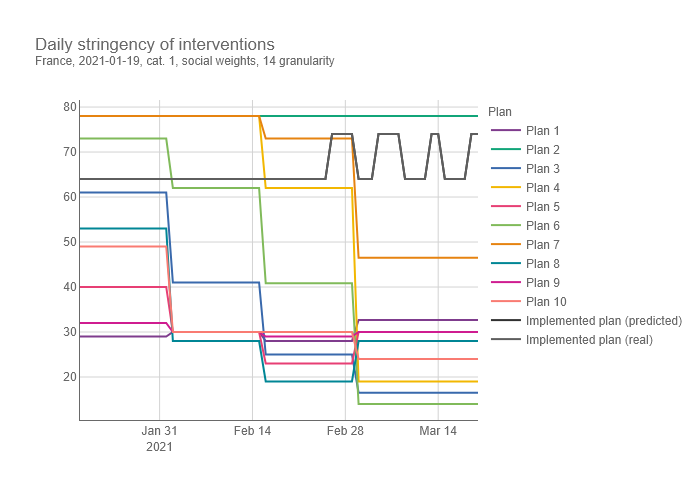 Daily stringency of interventions
France, 2021-01-19, cat. 1, social weights, 14 granularity
80
70
60
50
40
30
20
Jan 31
2021
Feb 14
Feb 28
Mar 14
Plan
Plan 1
Plan 2
Plan 3
Plan 4
Plan 5
Plan 6
Plan 7
Plan 8
Plan 9
Plan 10
Implemented plan (predicted)
Implemented plan (real)